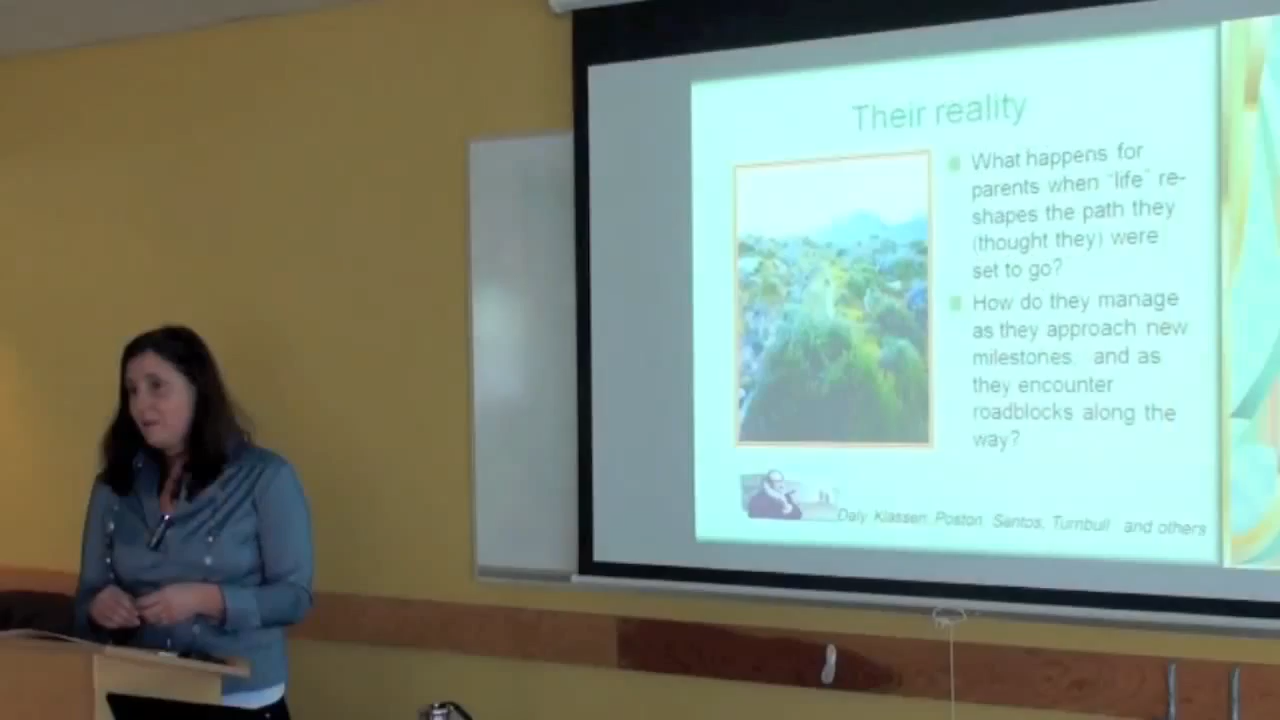 Their reality
What happens for
parents when "life" re-
shapes the path they
(thought they) were
set to go?
How do they manage
as they approach new
milestones, and as
they encounter
roadblocks along the
way?
Daly, Klassen, Poston, Santos, Turnbull and others